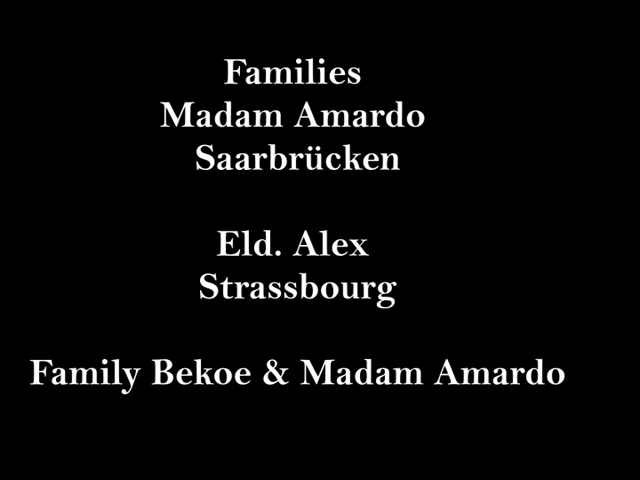 Families
Madam Amardo
Saarbrücken
Eld. Alex
Strassbourg
Family Bekoe & Madam Amardo